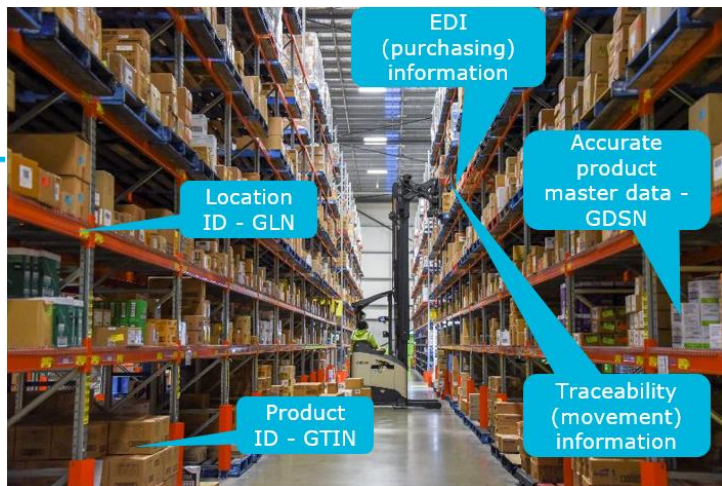 EDI
(purchasing)
information
Accurate
product
master data -
GDSN
Location
ID - GLN
Product
ID - GTIN
Traceability
(movement)
information